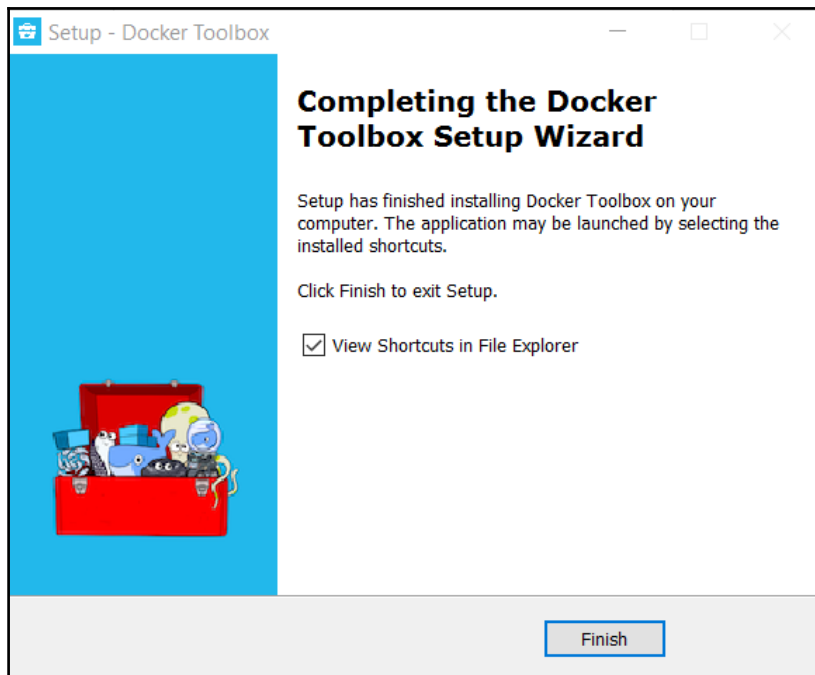 Setup - Docker Toolbox
Completing the Docker
Toolbox Setup Wizard
Setup has finished installing Docker Toolbox on your
computer. The application may be launched by selecting the
installed shortcuts.
Click Finish to exit Setup.
View Shortcuts in File Explorer
Finish